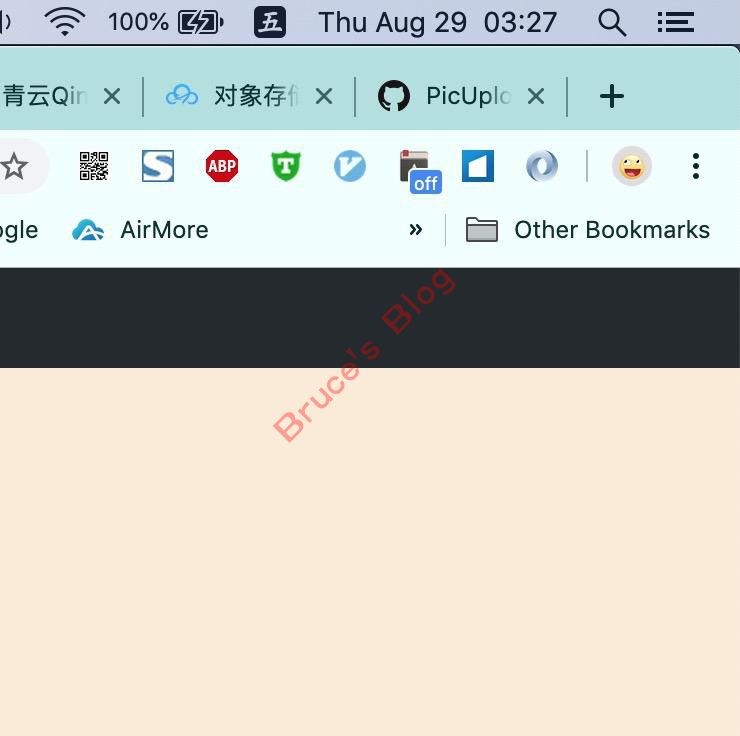 100% 五 Thu Aug 29 03:27
青云Qin 对象存储 PicUplo
S ABP T V off
ogle AirMore » Other Bookmarks
Bruce's Blog